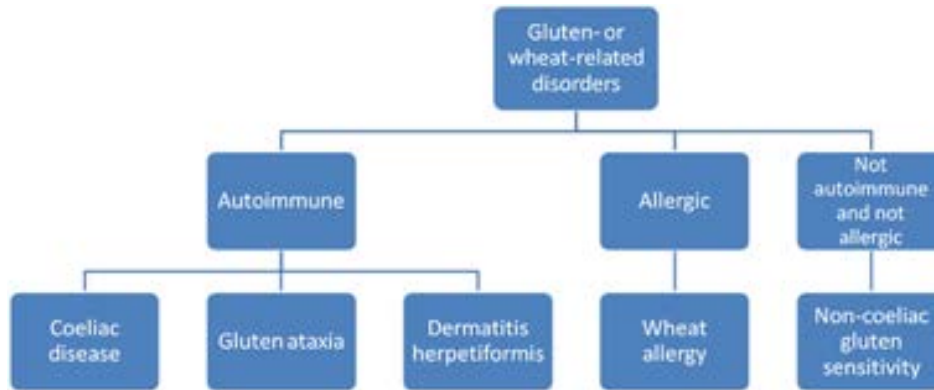 Gluten- or
wheat-related
disorders
Autoimmune
Allergic
Not
autoimmune
and not
allergic
Coeliac
disease
Gluten ataxia
Dermatitis
herpetiformis
Wheat
allergy
Non-coeliac
gluten
sensitivity